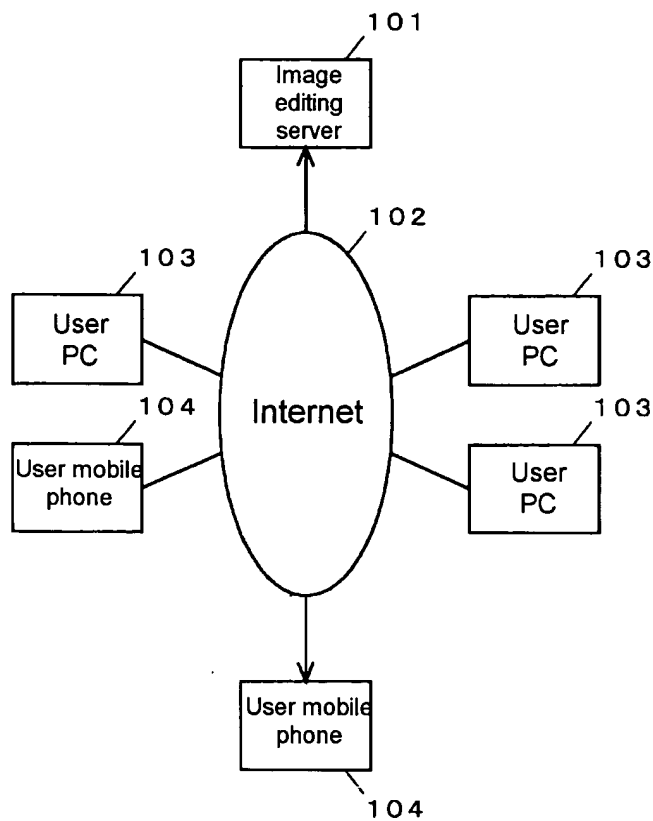 101
Image
editing
server
102
103
User
PC
103
User
PC
104
User mobile
phone
Internet
103
User
PC
User mobile
phone
104